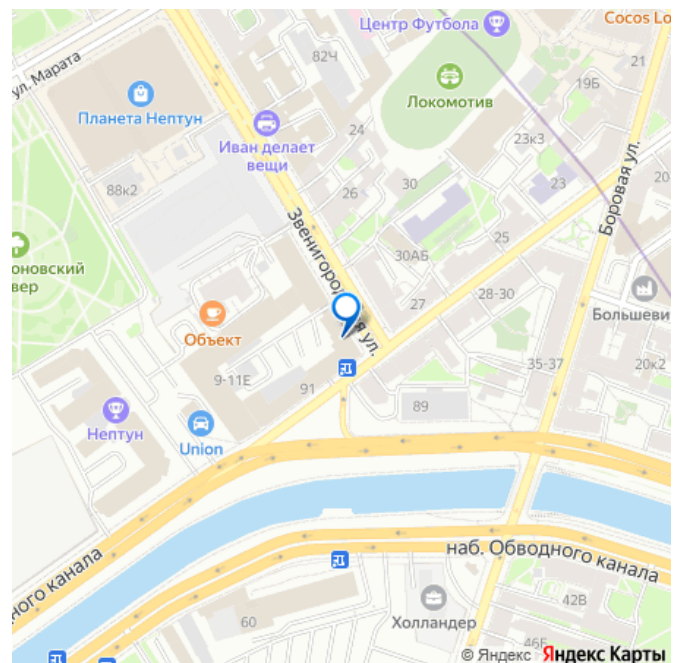 Центр Футбола
Cocos Lo
82Ч
21
ул. Марата
Локомотив
19Б
Планета Нептун
24
23к3
Иван делает
вещи
Боровая ул.
88к2
26
30
23
20
Звенигородская ул.
оновский
вер
30АБ
25
27
28-30
Большеви
Объект
35-37
20к2
9-11Е
91
89
Нептун
Union
дного канала
наб. Обводного канала
42В
Холландер
60
46Б
© Яндекс Яндекс Карты